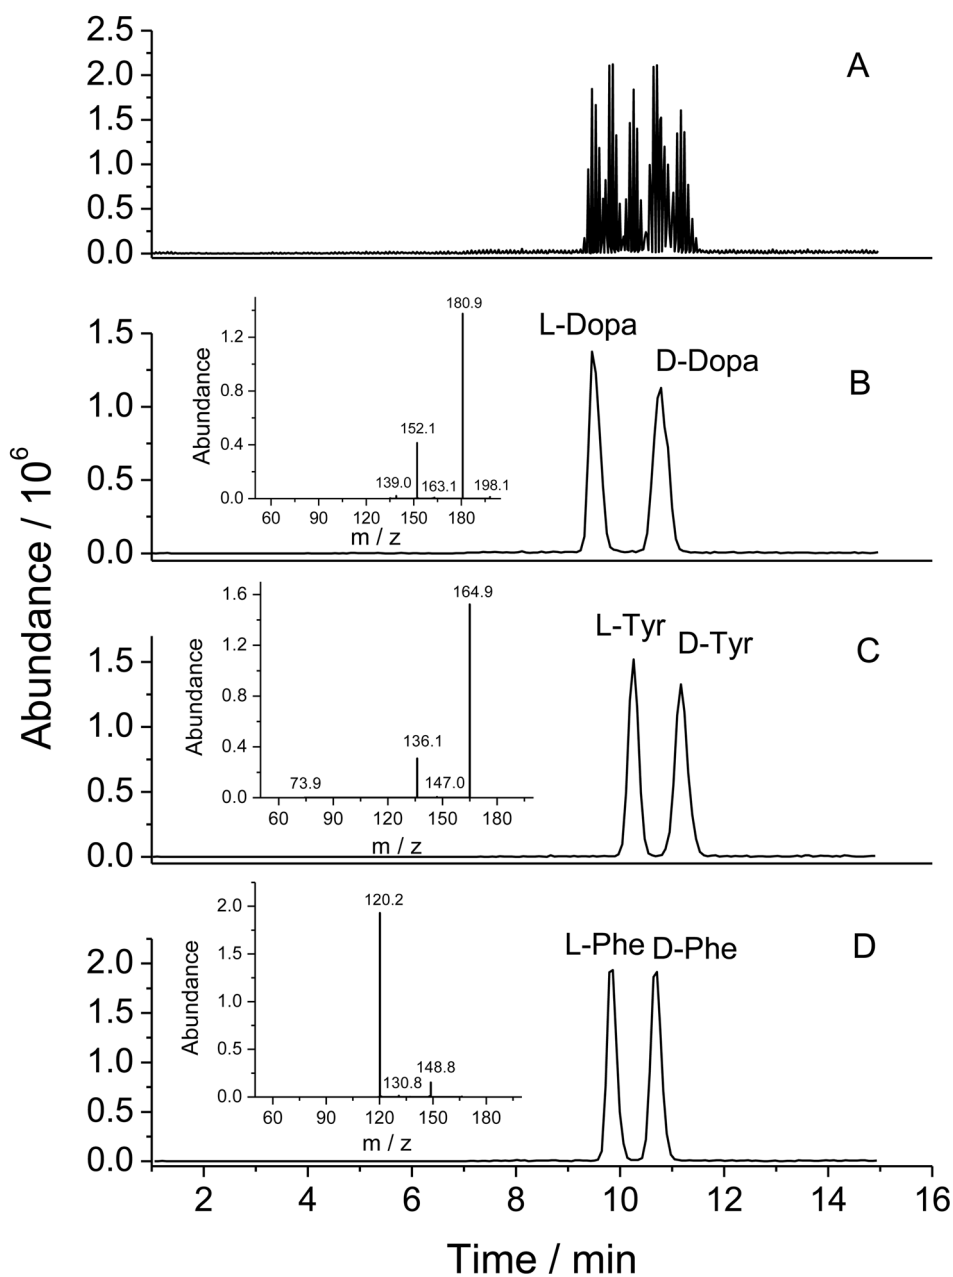 Abundance / 10⁶
2.5
2.0
1.5
1.0
0.5
0.0
A
1.5
1.0
0.5
0.0
B
L-Dopa
D-Dopa
Abundance
1.2
0.8
0.4
0.0
180.9
152.1
139.0
163.1
198.1
60 90 120 150 180
m / z
1.5
1.0
0.5
0.0
C
L-Tyr
D-Tyr
Abundance
1.6
1.2
0.8
0.4
0.0
164.9
136.1
73.9
147.0
60 90 120 150 180
m / z
2.0
1.5
1.0
0.5
0.0
D
L-Phe D-Phe
Abundance
2.0
1.5
1.0
0.5
0.0
120.2
148.8
130.8
60 90 120 150 180
m / z
2 4 6 8 10 12 14 16
Time / min